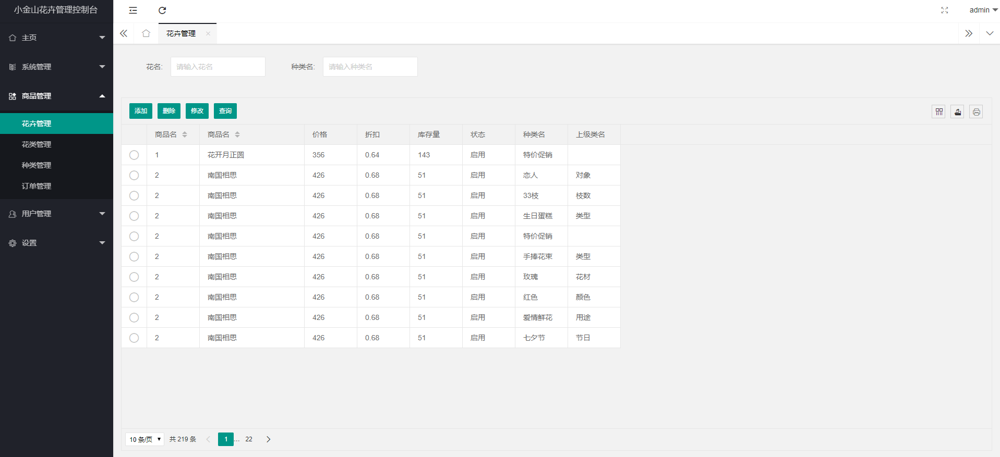 小金山花卉管理控制台
admin
主页
花卉管理
系统管理
花名: 请输入花名 种类名: 请输入种类名
商品管理
添加 删除 修改 查询
花卉管理
花类管理
种类管理
订单管理
用户管理
设置
商品名 商品名 价格 折扣 库存量 状态 种类名 上级类名
1 花开月正圆 356 0.64 143 启用 特价促销
2 南国相思 426 0.68 51 启用 恋人 对象
2 南国相思 426 0.68 51 启用 33枝 枝数
2 南国相思 426 0.68 51 启用 生日蛋糕 类型
2 南国相思 426 0.68 51 启用 特价促销
2 南国相思 426 0.68 51 启用 手捧花束 类型
2 南国相思 426 0.68 51 启用 玫瑰 花材
2 南国相思 426 0.68 51 启用 红色 颜色
2 南国相思 426 0.68 51 启用 爱情鲜花 用途
2 南国相思 426 0.68 51 启用 七夕节 节日
10 条/页 共 219 条 1 … 22